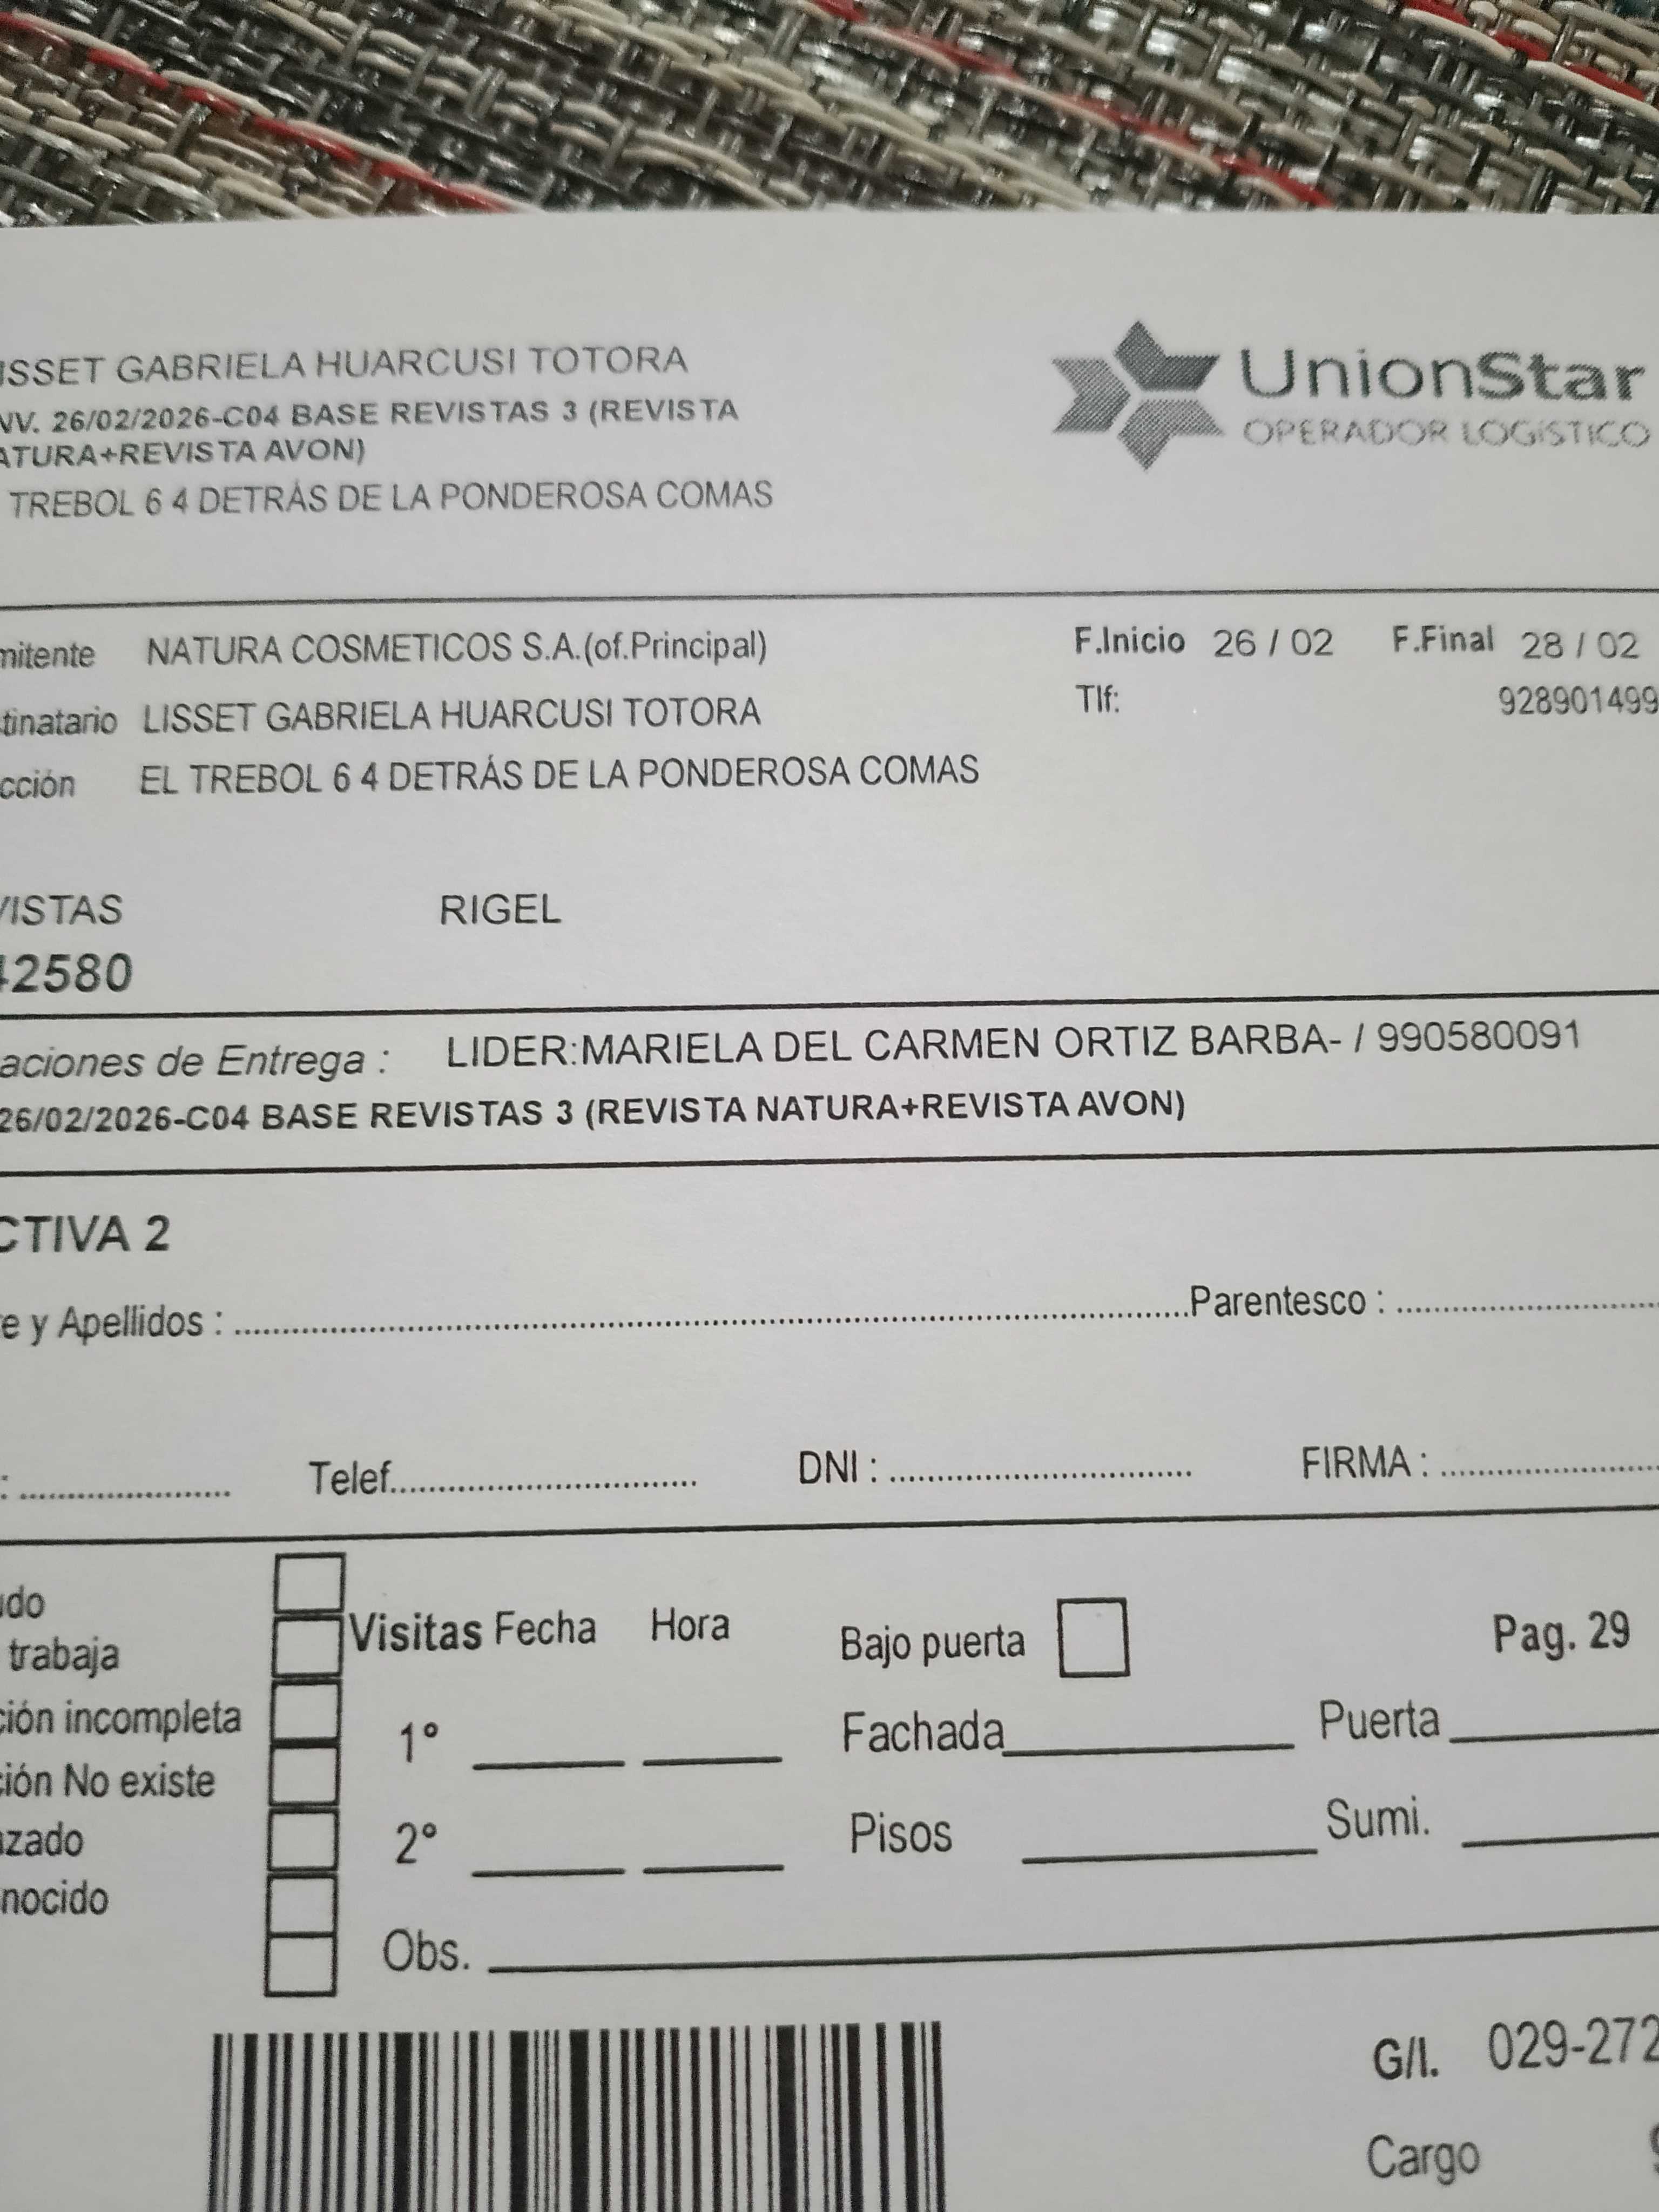 ISSET GABRIELA HUARCUSI TOTORA
NV. 26/02/2026-C04 BASE REVISTAS 3 (REVISTA
ATURA+REVISTA AVON)
TREBOL 6 4 DETRÁS DE LA PONDEROSA COMAS
UnionStar
OPERADOR LOGÍSTICO
mitente NATURA COSMETICOS S.A.(of.Principal) F.Inicio 26 / 02 F.Final 28 / 02
tinatario LISSET GABRIELA HUARCUSI TOTORA Tlf: 928901499
cción EL TREBOL 6 4 DETRÁS DE LA PONDEROSA COMAS
VISTAS RIGEL
42580
aciones de Entrega : LIDER:MARIELA DEL CARMEN ORTIZ BARBA- / 990580091
26/02/2026-C04 BASE REVISTAS 3 (REVISTA NATURA+REVISTA AVON)
CTIVA 2
e y Apellidos : Parentesco :
: Telef. DNI : FIRMA :
udo
trabaja
ción incompleta
ción No existe
azado
nocido
Visitas Fecha Hora
1º
2º
Obs.
Bajo puerta Pag. 29
Fachada Puerta
Pisos Sumi.
G/I. 029-272
Cargo